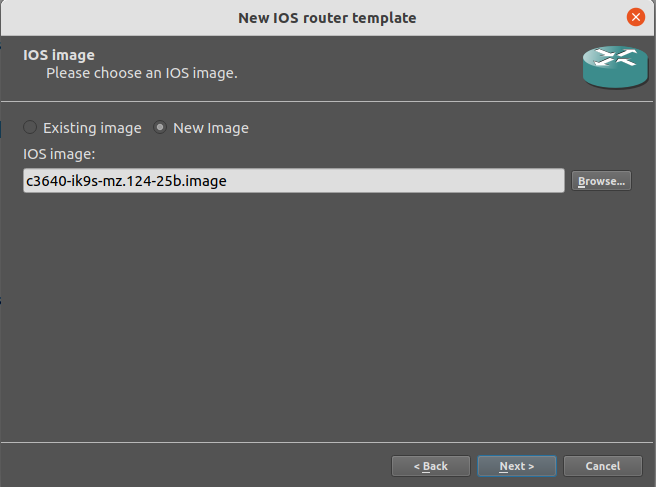 New IOS router template
IOS image
Please choose an IOS image.
Existing image New Image
IOS image:
c3640-ik9s-mz.124-25b.image Browse...
< Back Next > Cancel